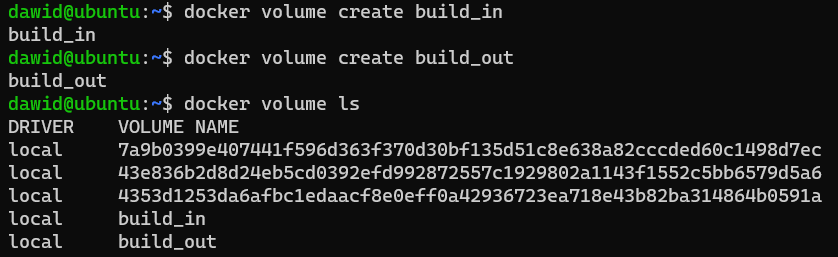 dawid@ubuntu:~$ docker volume create build_in
build_in
dawid@ubuntu:~$ docker volume create build_out
build_out
dawid@ubuntu:~$ docker volume ls
DRIVER    VOLUME NAME
local     7a9b0399e407441f596d363f370d30bf135d51c8e638a82cccded60c1498d7ec
local     43e836b2d8d24eb5cd0392efd992872557c1929802a1143f1552c5bb6579d5a6
local     4353d1253da6afbc1edaacf8e0eff0a42936723ea718e43b82ba314864b0591a
local     build_in
local     build_out